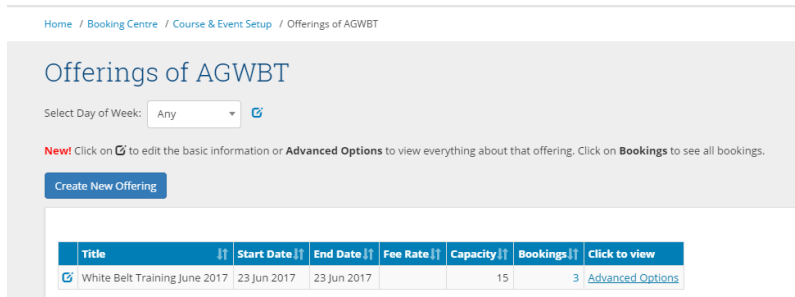 Home / Booking Centre / Course & Event Setup / Offerings of AGWBT
Offerings of AGWBT
Select Day of Week: Any
New! Click on to edit the basic information or Advanced Options to view everything about that offering. Click on Bookings to see all bookings.
Create New Offering
Title Start Date End Date Fee Rate Capacity Bookings Click to view
White Belt Training June 2017 23 Jun 2017 23 Jun 2017 15 3 Advanced Options